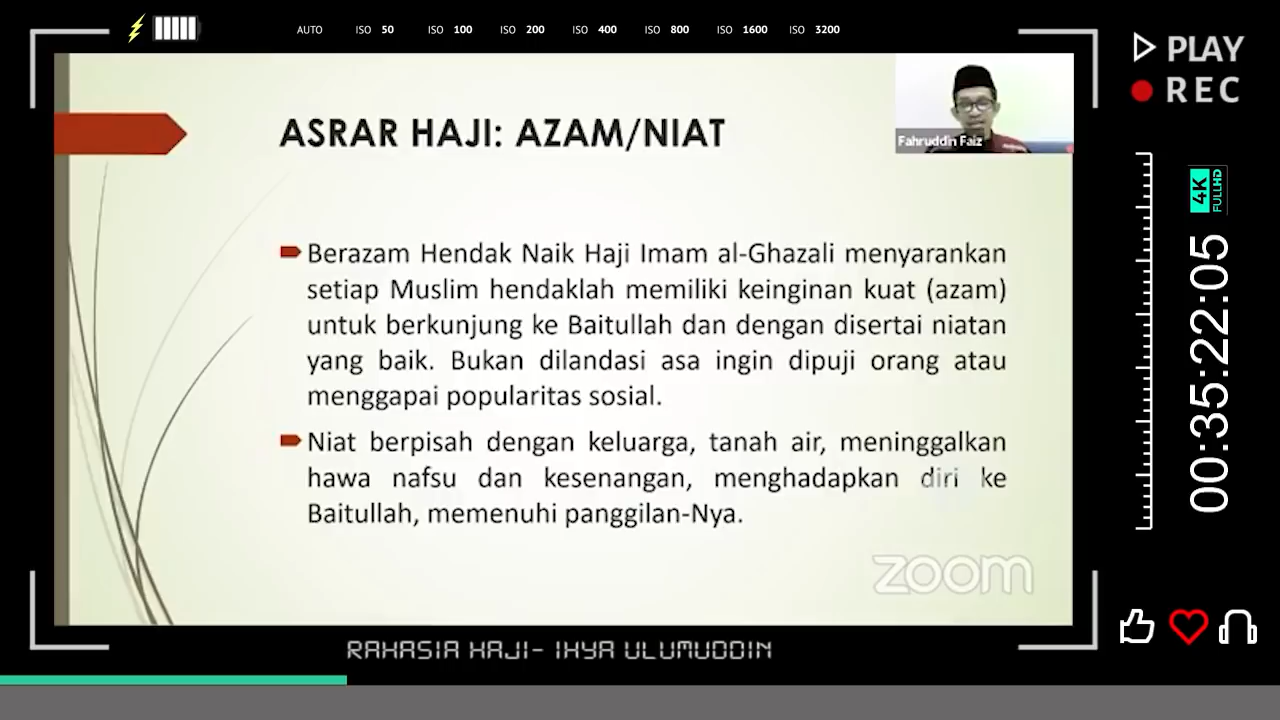 AUTO ISO 50 ISO 100 ISO 200 ISO 400 ISO 800 ISO 1600 ISO 3200
PLAY
REC
ASRAR HAJI: AZAM/NIAT
Fahruddin Faiz
4K
FULLHD
00:35:22:05
Berazam Hendak Naik Haji Imam al-Ghazali menyarankan
setiap Muslim hendaklah memiliki keinginan kuat (azam)
untuk berkunjung ke Baitullah dan dengan disertai niatan
yang baik. Bukan dilandasi asa ingin dipuji orang atau
menggapai popularitas sosial.
Niat berpisah dengan keluarga, tanah air, meninggalkan
hawa nafsu dan kesenangan, menghadapkan diri ke
Baitullah, memenuhi panggilan-Nya.
zoom
RAHASIA HAJI- IHYA ULUMUDDIN